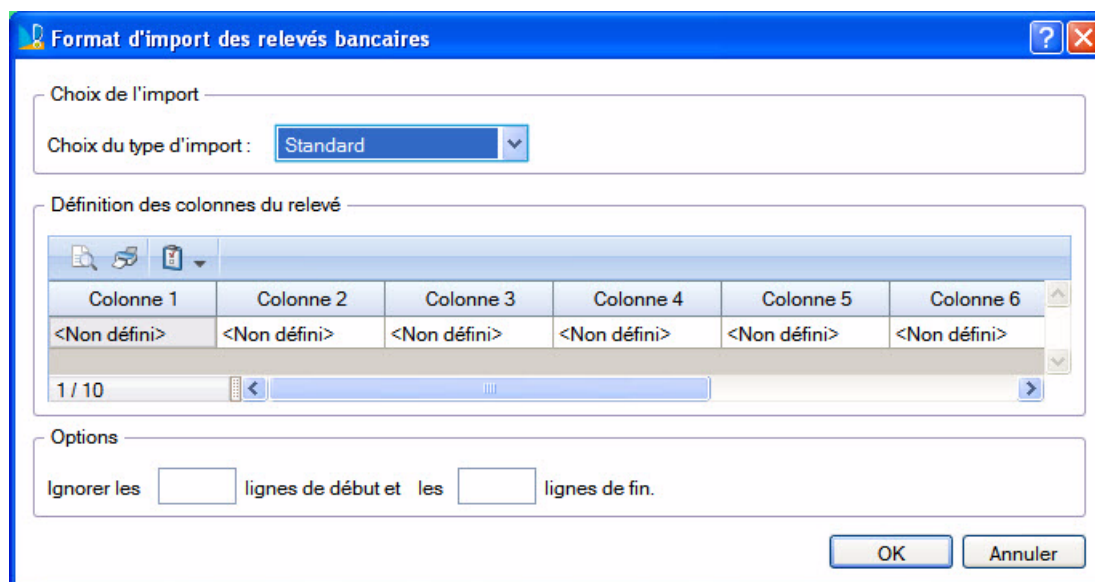 Format d'import des relevés bancaires
Choix de l'import
Choix du type d'import : Standard
Définition des colonnes du relevé
Colonne 1 Colonne 2 Colonne 3 Colonne 4 Colonne 5 Colonne 6
<Non défini> <Non défini> <Non défini> <Non défini> <Non défini> <Non défini>
1 / 10
Options
Ignorer les lignes de début et les lignes de fin.
OK Annuler